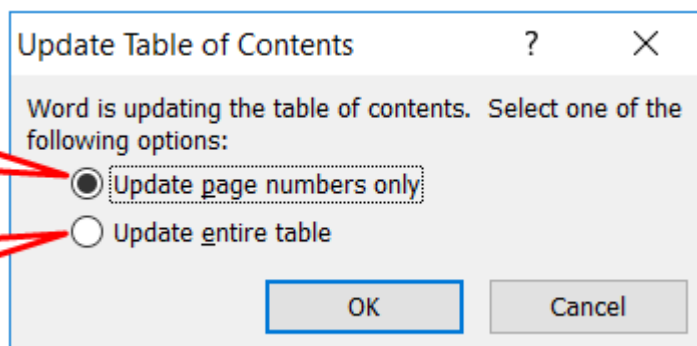 Update Table of Contents ? ×
Word is updating the table of contents. Select one of the
following options:
Update page numbers only
Update entire table
OK Cancel